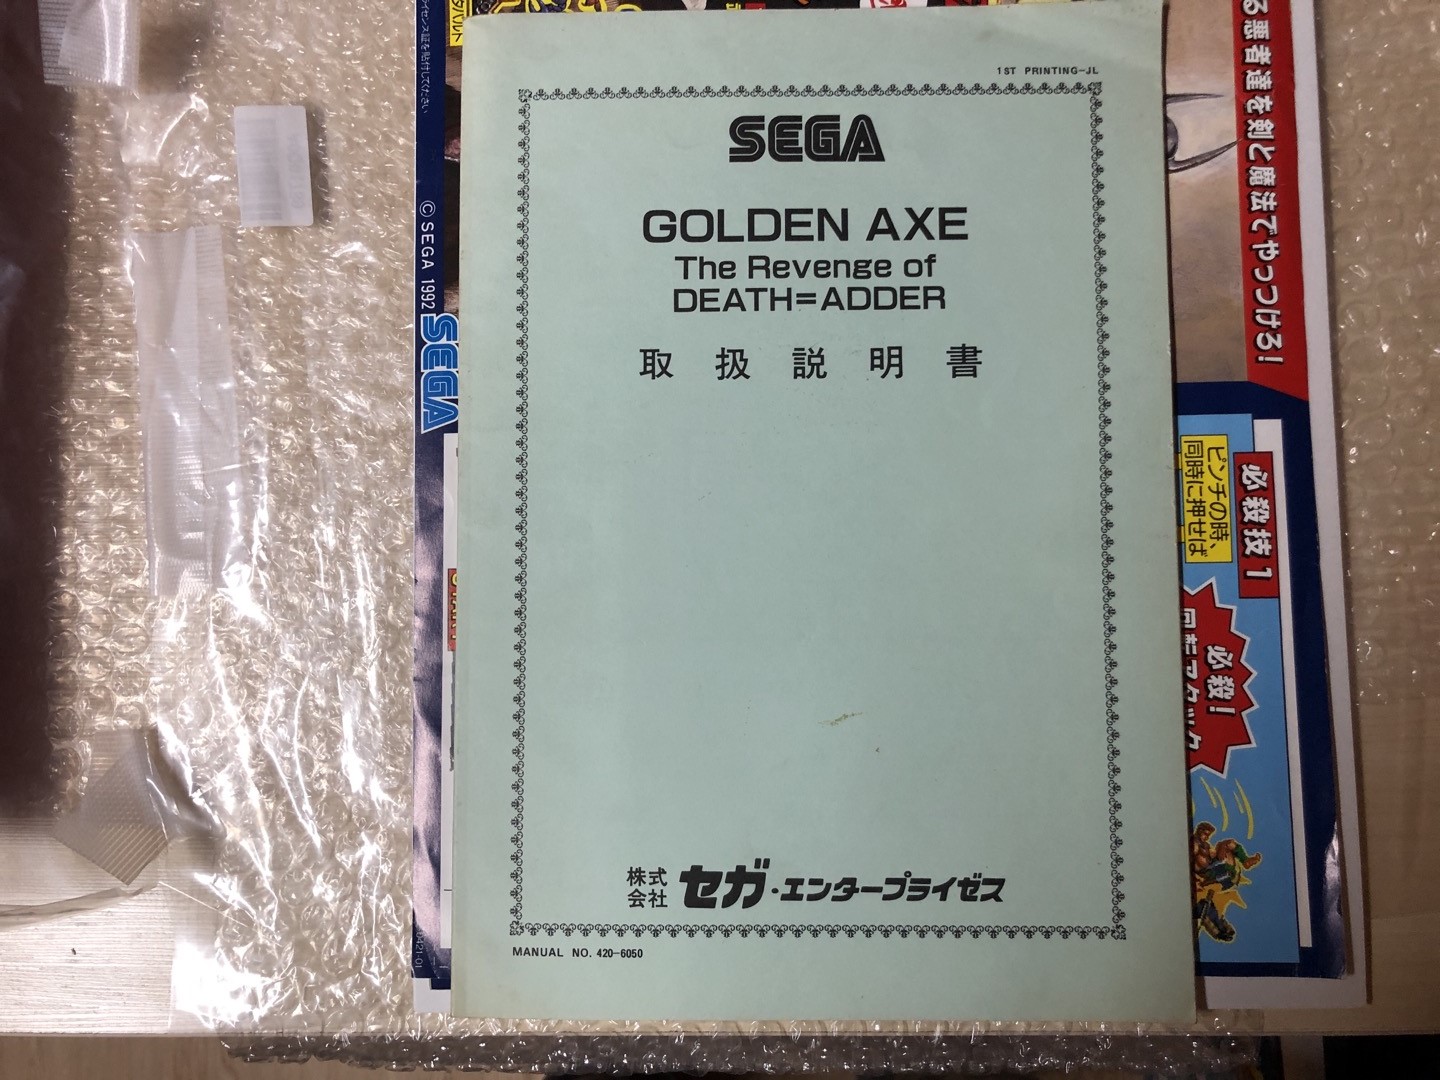 1ST PRINTING-JL
SEGA
GOLDEN AXE
The Revenge of
DEATH=ADDER
取扱説明書
株式
会社
セガ・エンタープライゼス
MANUAL NO. 420-6050
© SEGA 1992
SEGA
る悪者達を剣と魔法でやっつけろ!
必殺技1
ピンチの時、
同時に押せば
必殺!